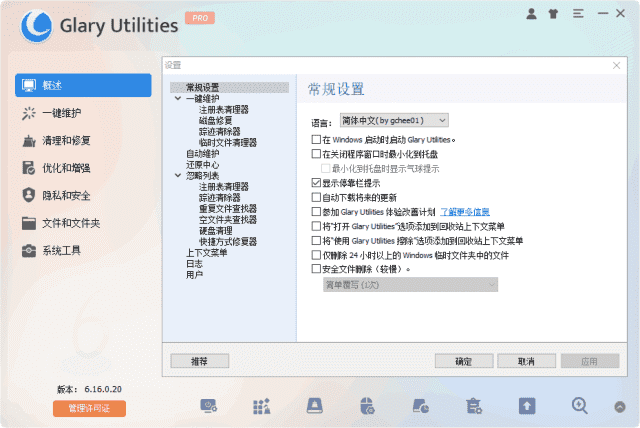 Glary Utilities PRO
概述
一键维护
清理和修复
优化和增强
隐私和安全
文件和文件夹
系统工具
版本： 6.16.0.20
管理许可证
设置
常规设置
一键维护
注册表清理器
磁盘修复
踪迹清除器
临时文件清理器
自动维护
还原中心
忽略列表
注册表清理器
踪迹清除器
重复文件查找器
空文件夹查找器
硬盘清理
快捷方式修复器
上下文菜单
日志
用户
常规设置
语言： 简体中文( by gchee01)
在 Windows 启动时启动 Glary Utilities。
在关闭程序窗口时最小化到托盘
最小化到托盘时显示气球提示
显示停靠栏提示
自动下载将来的更新
参加 Glary Utilities 体验改善计划 了解更多信息
将“打开 Glary Utilities”选项添加到回收站上下文菜单
将“使用 Glary Utilities 擦除”选项添加到回收站上下文菜单
仅删除 24 小时以上的 Windows 临时文件夹中的文件
安全文件删除（较慢）。
简单覆写 (1次)
推荐
确定
取消
应用